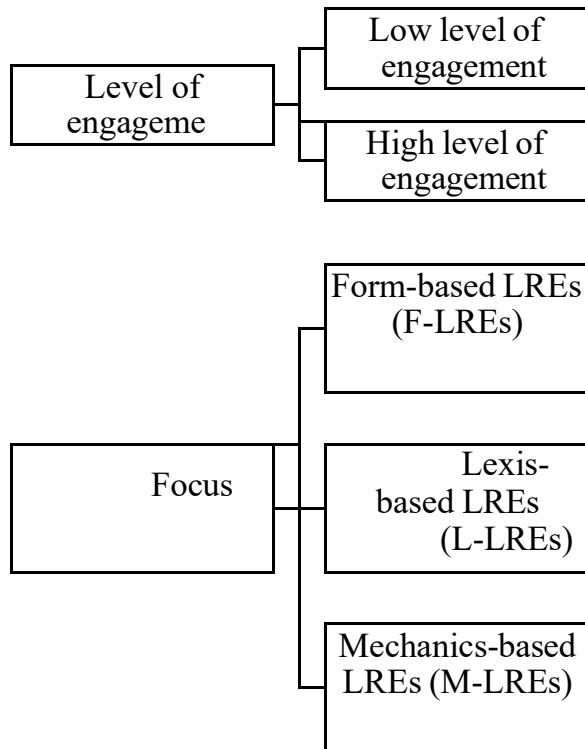 Level of
engageme
Low level of
engagement
High level of
engagement
Focus
Form-based LREs
(F-LREs)
Lexis-
based LREs
(L-LREs)
Mechanics-based
LREs (M-LREs)